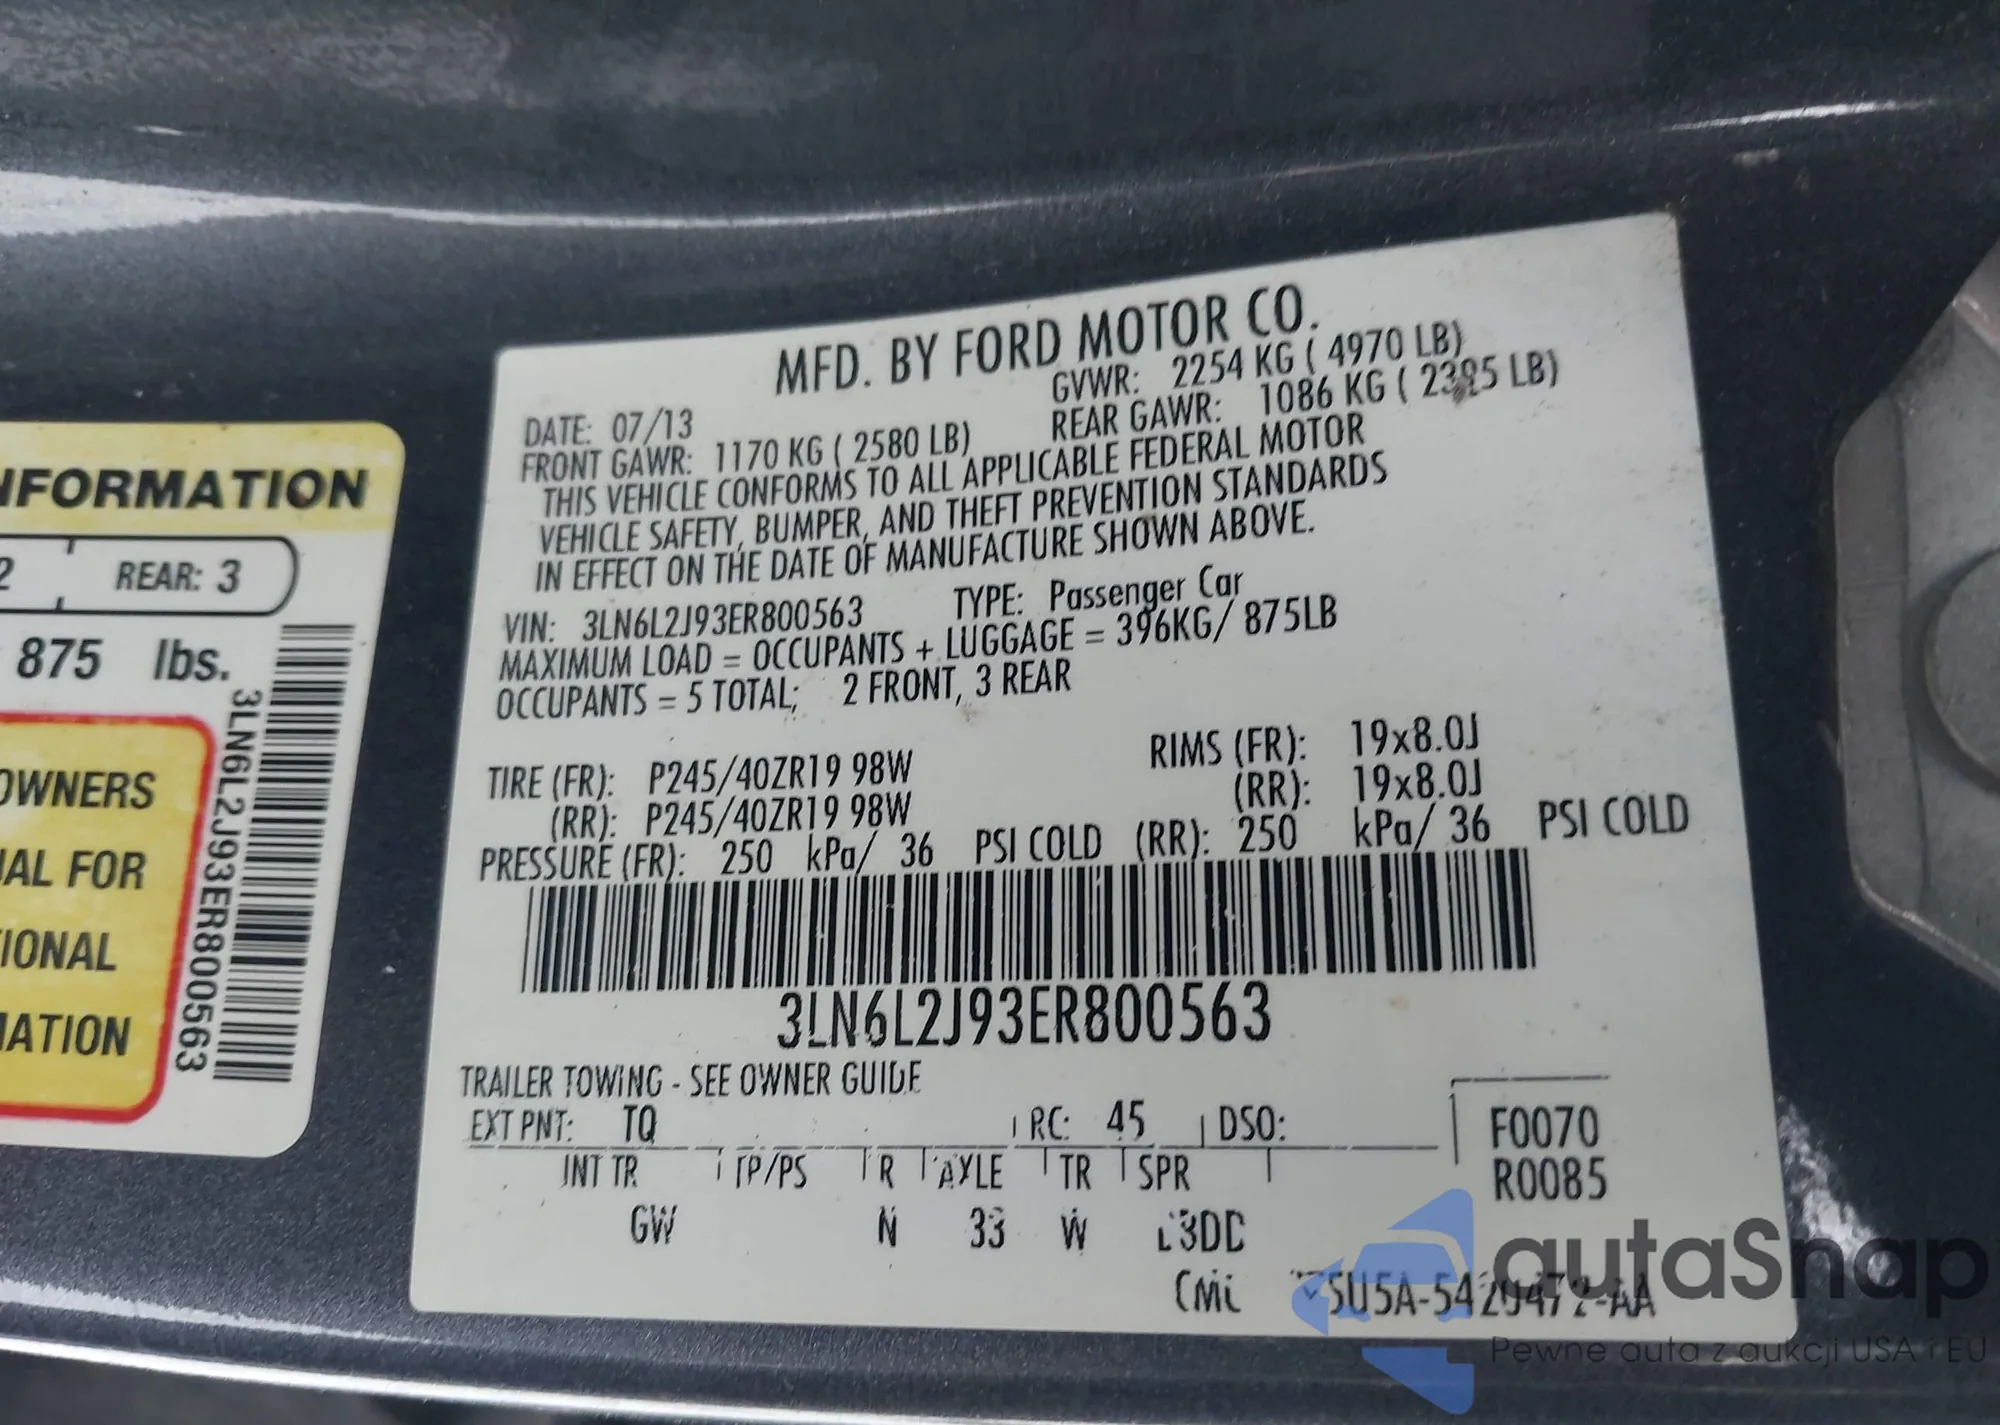 NFORMATION
2 REAR: 3
875 lbs.
3LN6L2J93ER800563
OWNERS
AL FOR
IONAL
ATION
MFD. BY FORD MOTOR CO.
DATE: 07/13 GVWR: 2254 KG ( 4970 LB)
FRONT GAWR: 1170 KG ( 2580 LB) REAR GAWR: 1086 KG ( 2395 LB)
THIS VEHICLE CONFORMS TO ALL APPLICABLE FEDERAL MOTOR
VEHICLE SAFETY, BUMPER, AND THEFT PREVENTION STANDARDS
IN EFFECT ON THE DATE OF MANUFACTURE SHOWN ABOVE.
VIN: 3LN6L2J93ER800563 TYPE: Passenger Car
MAXIMUM LOAD = OCCUPANTS + LUGGAGE = 396KG/ 875LB
OCCUPANTS = 5 TOTAL; 2 FRONT, 3 REAR
TIRE (FR): P245/40ZR19 98W RIMS (FR): 19x8.0J
(RR): P245/40ZR19 98W (RR): 19x8.0J
PRESSURE (FR): 250 kPa/ 36 PSI COLD (RR): 250 kPa/ 36 PSI COLD
3LN6L2J93ER800563
TRAILER TOWING - SEE OWNER GUIDE
EXT PNT: TQ RC: 45 DSO: F0070
INT TR TP/PS R AXLE TR SPR R0085
GW N 33 W
autaSnap
Pewne auta z aukcji USA i EU